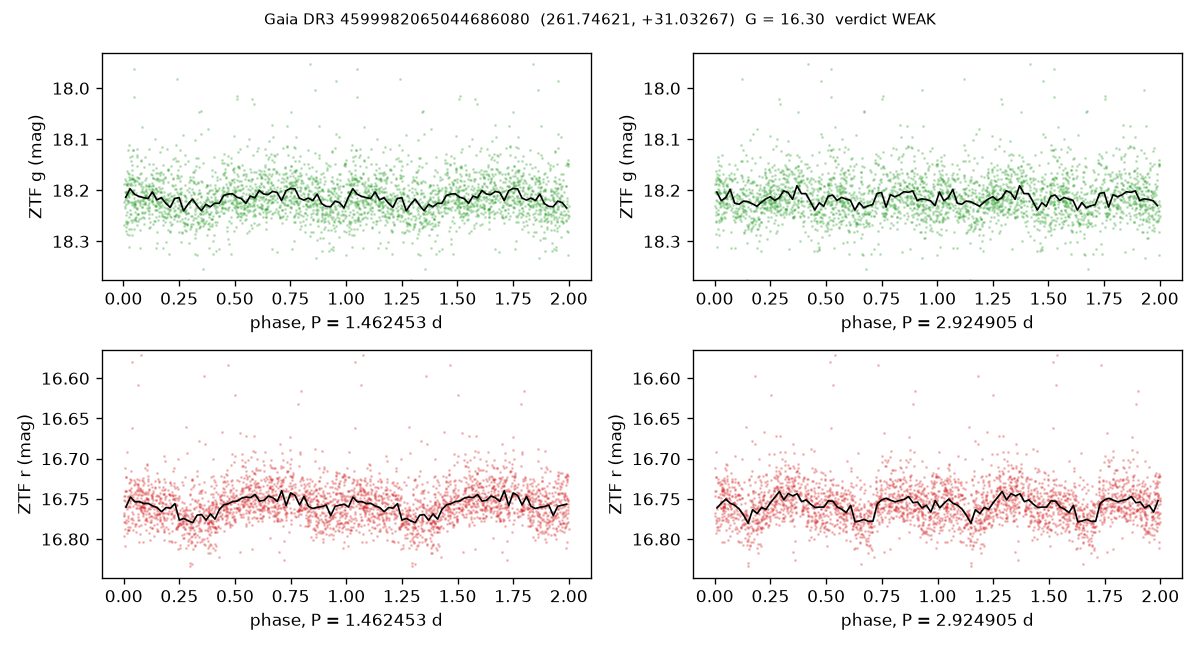 Gaia DR3 4599982065044686080  (261.74621, +31.03267)  G = 16.30  verdict WEAK
ZTF g (mag)
18.0
18.1
18.2
18.3
0.00 0.25 0.50 0.75 1.00 1.25 1.50 1.75 2.00
phase, P = 1.462453 d
ZTF g (mag)
18.0
18.1
18.2
18.3
0.00 0.25 0.50 0.75 1.00 1.25 1.50 1.75 2.00
phase, P = 2.924905 d
ZTF r (mag)
16.60
16.65
16.70
16.75
16.80
0.00 0.25 0.50 0.75 1.00 1.25 1.50 1.75 2.00
phase, P = 1.462453 d
ZTF r (mag)
16.60
16.65
16.70
16.75
16.80
0.00 0.25 0.50 0.75 1.00 1.25 1.50 1.75 2.00
phase, P = 2.924905 d